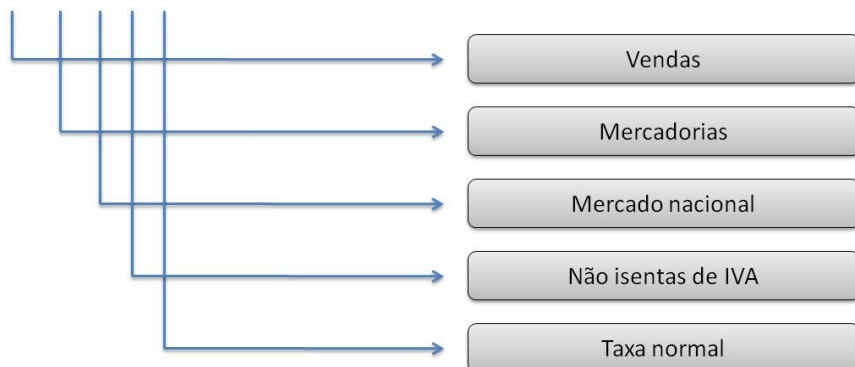 Vendas
Mercadorias
Mercado nacional
Não isentas de IVA
Taxa normal